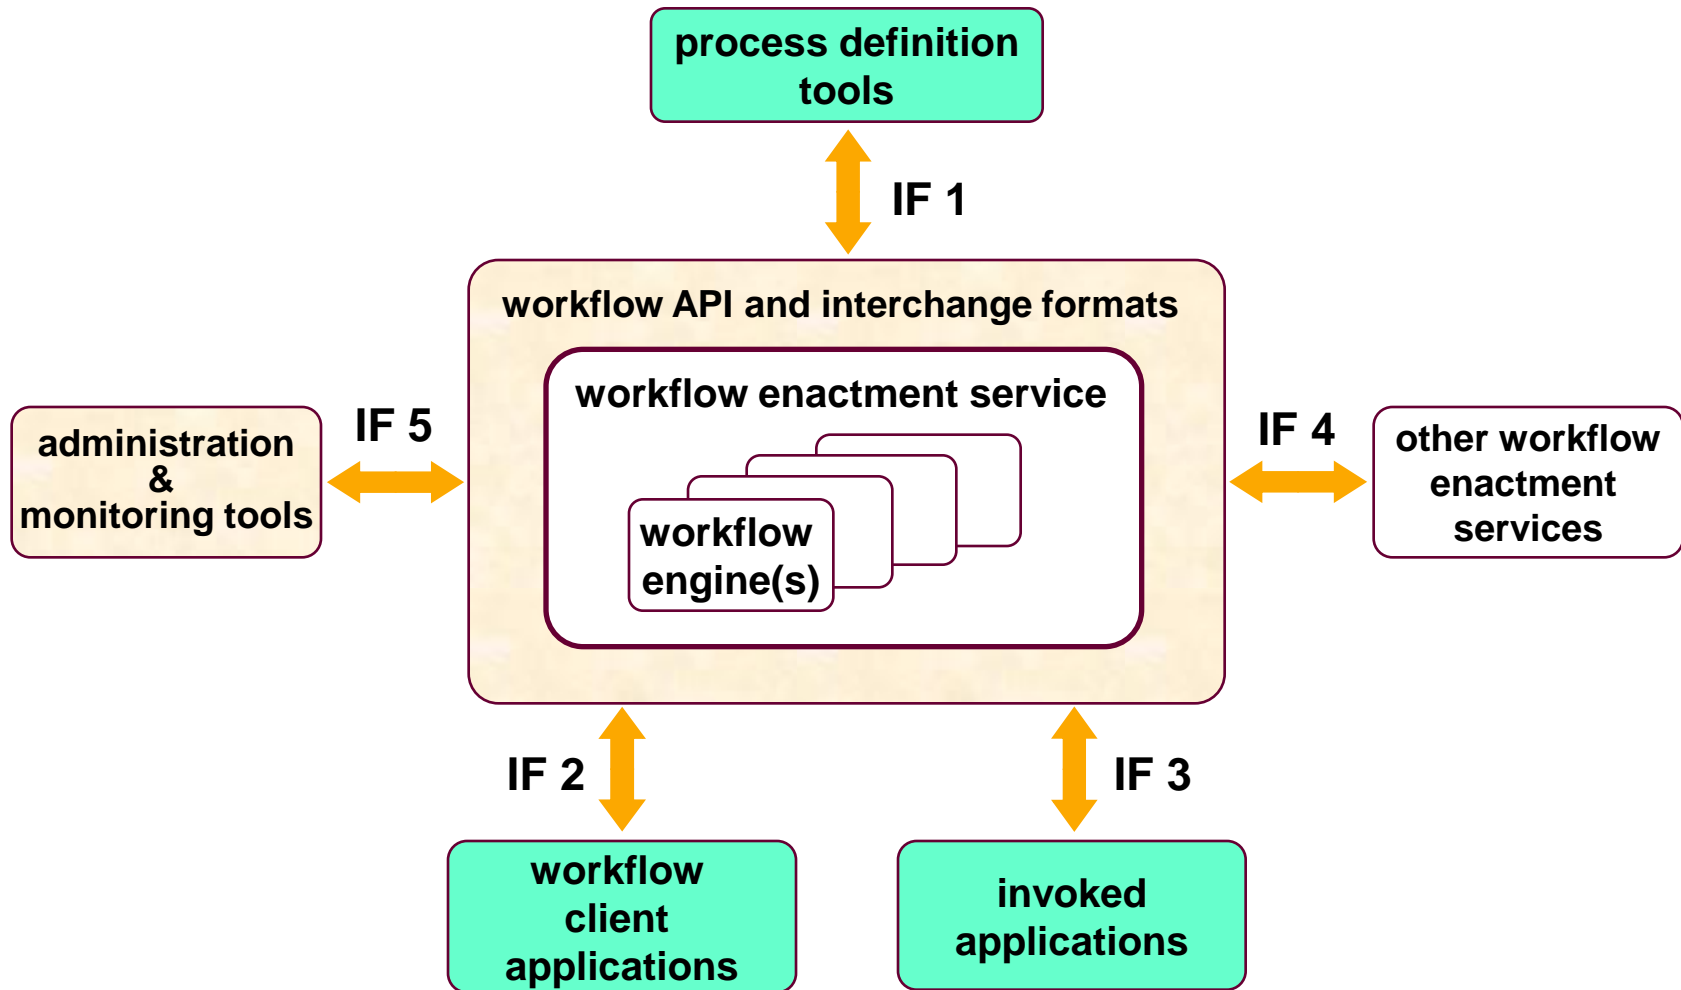 process definition
tools
IF 1
workflow API and interchange formats
workflow enactment service
workflow
engine(s)
IF 5
administration
&
monitoring tools
IF 4
other workflow
enactment
services
IF 2
IF 3
workflow
client
applications
invoked
applications